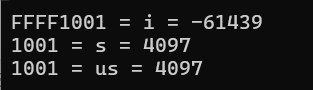 FFFF1001 = i = -61439
1001 = s = 4097
1001 = us = 4097